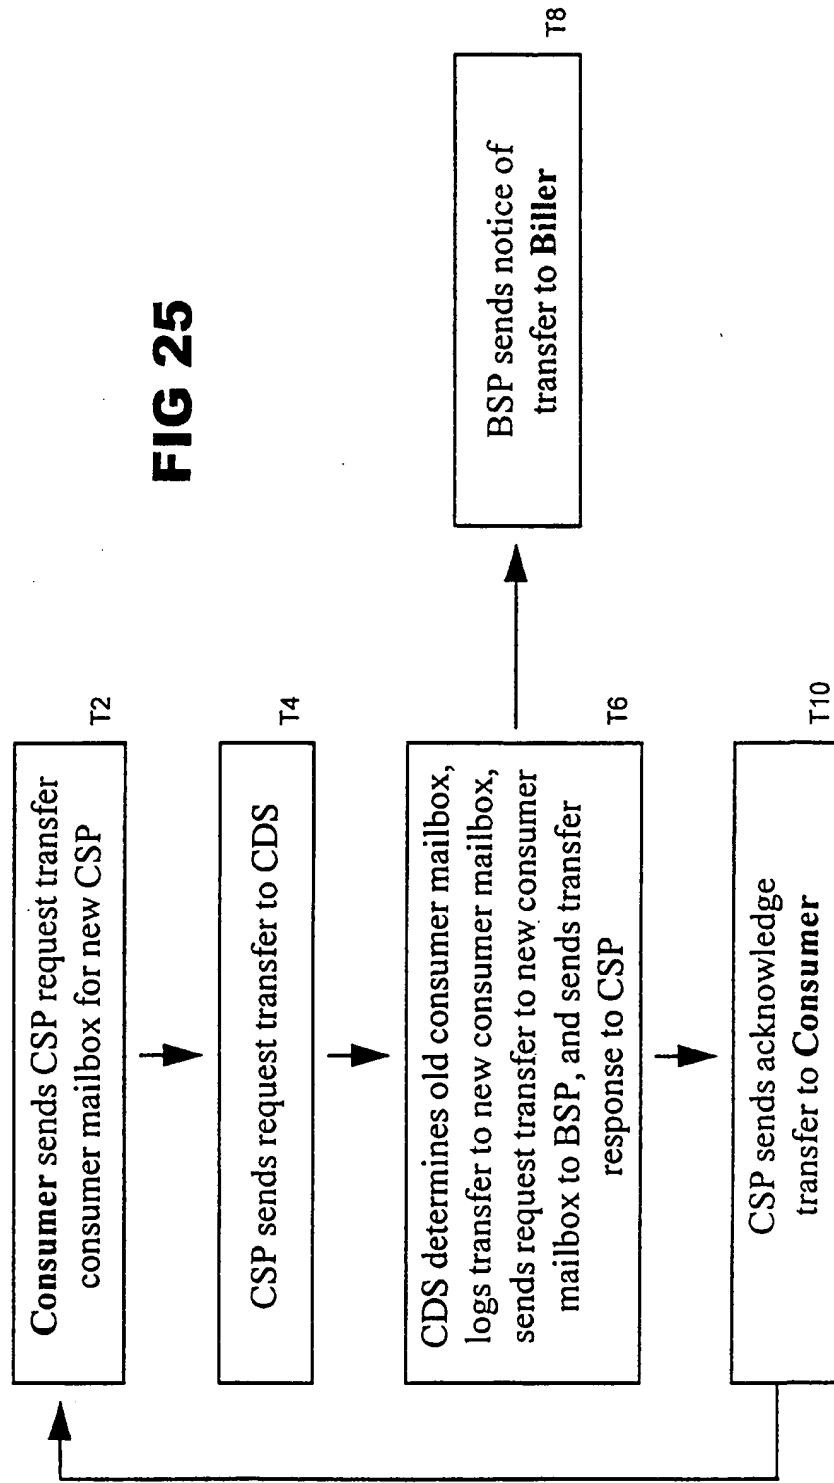 FIG 25
Consumer sends CSP request transfer
consumer mailbox for new CSP
T2
CSP sends request transfer to CDS
T4
CDS determines old consumer mailbox,
logs transfer to new consumer mailbox,
sends request transfer to new consumer
mailbox to BSP, and sends transfer
response to CSP
T6
BSP sends notice of
transfer to Biller
T8
CSP sends acknowledge
transfer to Consumer
T10